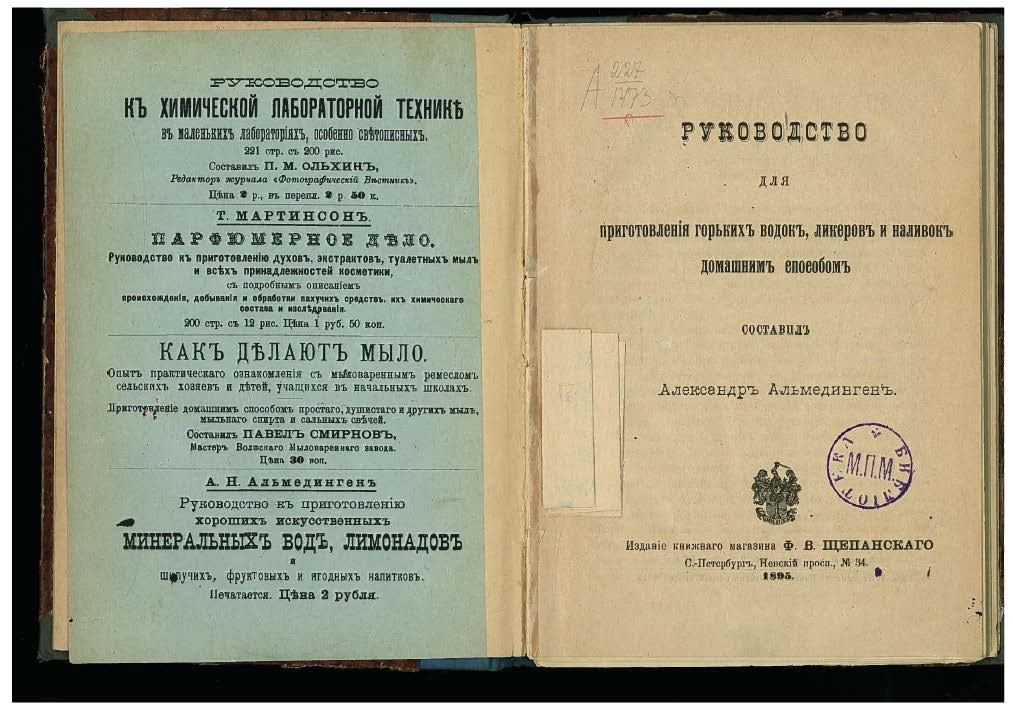 РУКОВОДСТВО
КЪ ХИМИЧЕСКОЙ ЛАБОРАТОРНОЙ ТЕХНИКѢ
въ маленькихъ лабораторіяхъ, особенно свѣтописныхъ.
221 стр. съ 200 рис.
Составилъ П. М. ОЛЬХИНЪ,
Редакторъ журнала «Фотографическій Вѣстникъ».
Цѣна 2 р., въ перепл. 2 р 50 к.
Т. МАРТИНСОНЪ.
ПАРФЮМЕРНОЕ ДѢЛО.
Руководство къ приготовленію духовъ, экстрактовъ, туалетныхъ мылъ
и всѣхъ принадлежностей косметики,
съ подробнымъ описаніемъ
происхожденія, добыванія и обработки пахучихъ средствъ, ихъ химическаго
состава и изслѣдованія.
200 стр. съ 12 рис. Цѣна 1 руб. 50 коп.
КАКЪ ДѢЛАЮТЪ МЫЛО.
Опытъ практическаго ознакомленія съ мыловареннымъ ремесломъ
сельскихъ хозяевъ и дѣтей, учащихся въ начальныхъ школахъ.
Приготовленіе домашнимъ способомъ простаго, душистаго и другихъ мылъ,
мыльнаго спирта и сальныхъ свѣчей.
Составилъ ПАВЕЛЪ СМИРНОВЪ,
Мастеръ Волжскаго Мыловареннаго завода.
Цѣна 30 коп.
А. Н. Альмедингенъ
Руководство къ приготовленію
хорошихъ искусственныхъ
МИНЕРАЛЬНЫХЪ ВОДЪ, ЛИМОНАДОВЪ
и
шипучихъ, фруктовыхъ и ягодныхъ напитковъ.
Печатается. Цѣна 2 рубля.
А 227
1473
РУКОВОДСТВО
ДЛЯ
приготовленія горькихъ водокъ, ликеровъ и наливокъ
домашнимъ способомъ
СОСТАВИЛЪ
Александръ Альмедингенъ.
БИБЛІОТЕКА
М.П.М.
Изданіе книжнаго магазина Ф. В. ЩЕПАНСКАГО
С.-Петербургъ, Невскій просп., № 34.
1895.